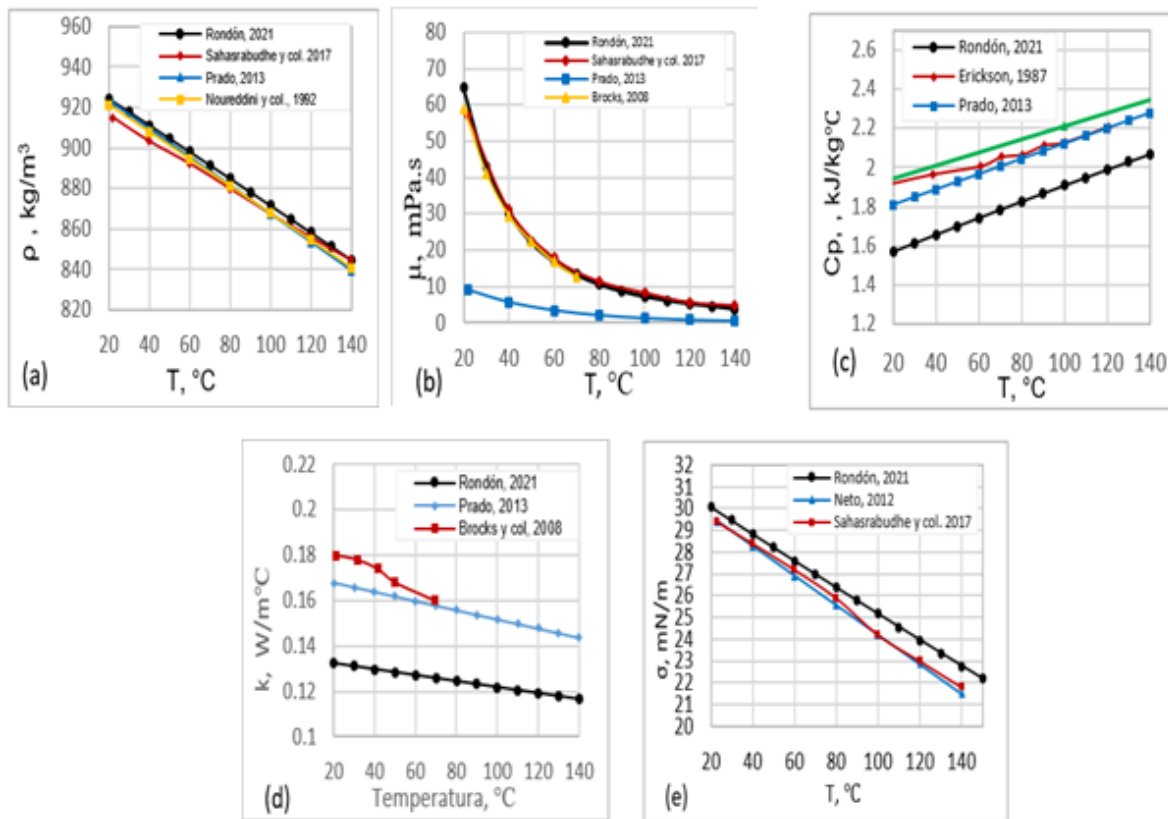 960
940
920
900
880
860
840
820
ρ , kg/m³
Rondón, 2021
Sahasrabudhe y col. 2017
Prado, 2013
Noureddini y col., 1992
20 40 60 80 100 120 140
(a)
T, °C
80
70
60
50
40
30
20
10
0
μ, mPa.s
Rondón, 2021
Sahasrabudhe y col. 2017
Prado, 2013
Brocks, 2008
20 40 60 80 100 120 140
(b)
T, °C
2.6
2.4
2.2
2
1.8
1.6
1.4
1.2
Cp, , kJ/kg°C
Rondón, 2021
Erickson, 1987
Prado, 2013
20 40 60 80 100 120 140
(c)
T, °C
0.22
0.2
0.18
0.16
0.14
0.12
0.1
k, W/m°C
Rondón, 2021
Prado, 2013
Brocks y col, 2008
20 40 60 80 100 120 140
(d)
Temperatura, °C
32
31
30
29
28
27
26
25
24
23
22
21
20
σ, mN/m
Rondón, 2021
Neto, 2012
Sahasrabudhe y col. 2017
20 40 60 80 100 120 140
(e)
T, °C